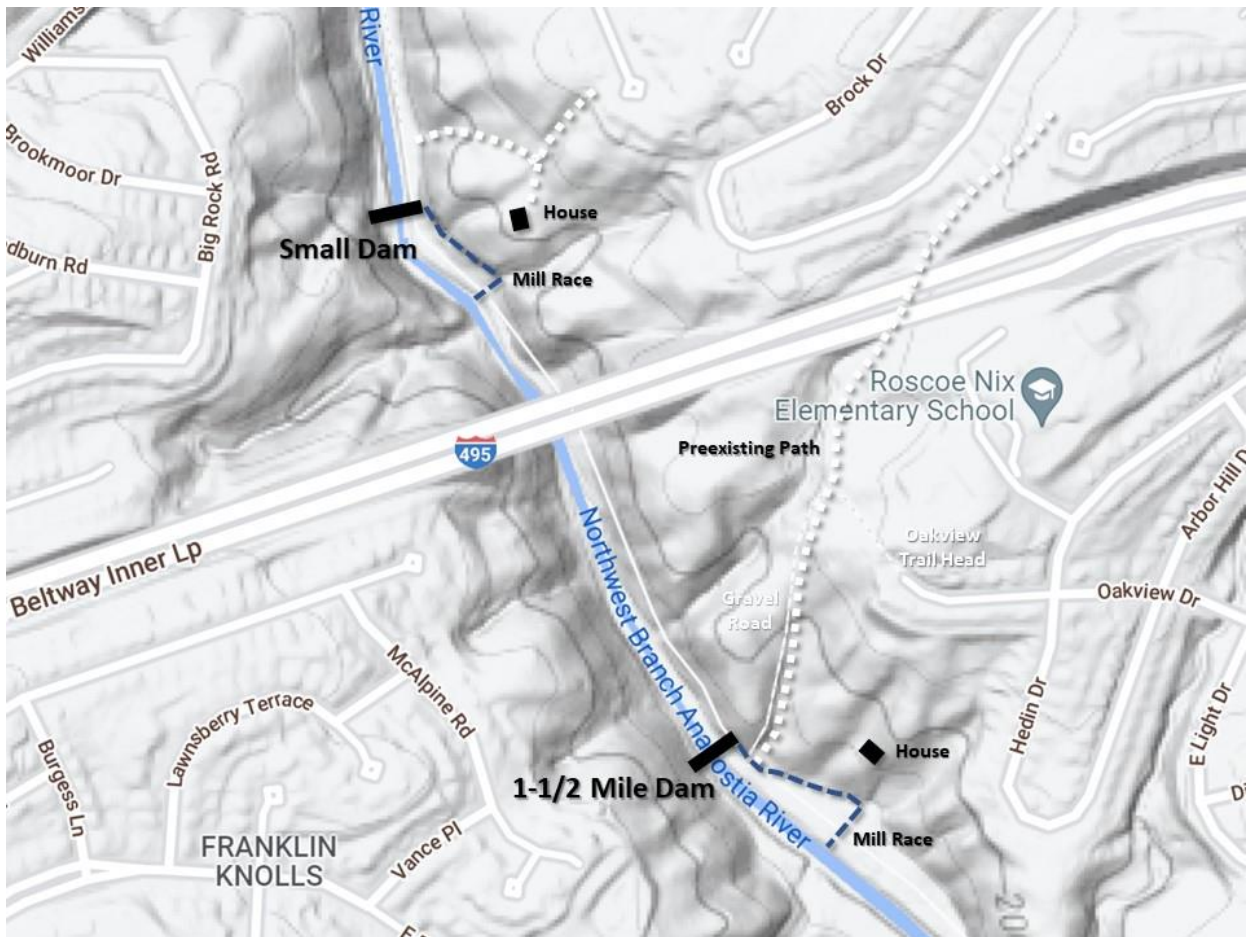 Williams
River
Brock Dr
Brookmoor Dr
Big Rock Rd
House
Small Dam
dburn Rd
Mill Race
Roscoe Nix
Elementary School
Preexisting Path
495
Arbor Hill D
Oakview
Trail Head
Beltway Inner Lp
Northwest Branch Anacostia River
Gravel
Road
Oakview Dr
McAlpine Rd
Lawnsberry Terrace
Hedin Dr
E Light Dr
House
Burgess Ln
1-1/2 Mile Dam
Di
Vance Pl
Mill Race
FRANKLIN
KNOLLS